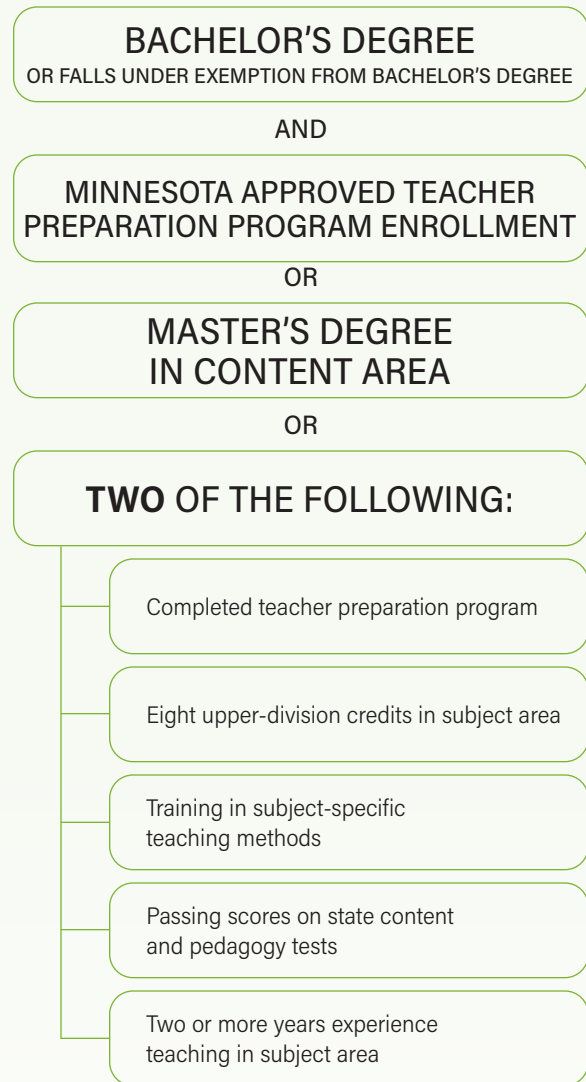 BACHELOR'S DEGREE
OR FALLS UNDER EXEMPTION FROM BACHELOR'S DEGREE
AND
MINNESOTA APPROVED TEACHER
PREPARATION PROGRAM ENROLLMENT
OR
MASTER'S DEGREE
IN CONTENT AREA
OR
TWO OF THE FOLLOWING:
Completed teacher preparation program
Eight upper-division credits in subject area
Training in subject-specific
teaching methods
Passing scores on state content
and pedagogy tests
Two or more years experience
teaching in subject area